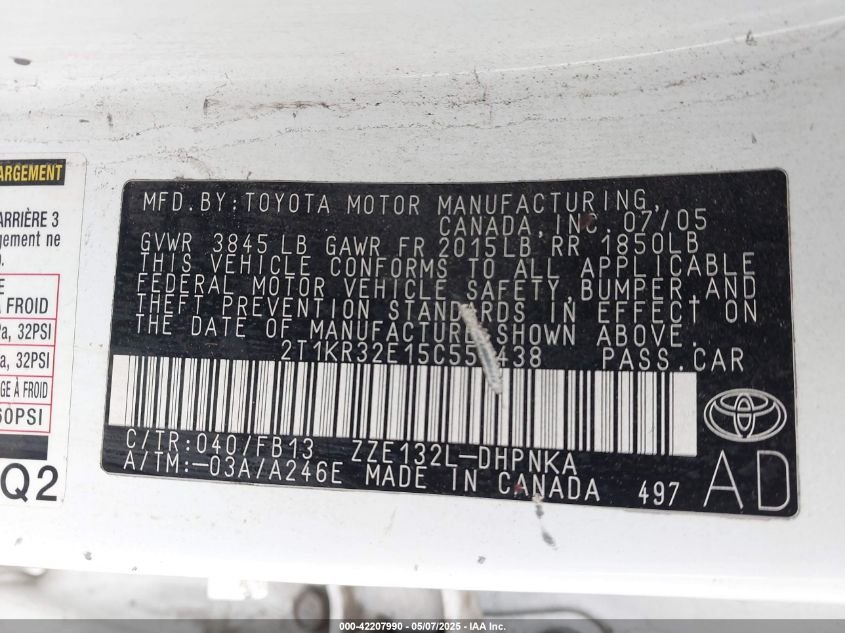 ARGEMENT
ARRIÈRE 3
gement ne
E
À FROID
Pa, 32PSI
a, 32PSI
GE À FROID
60PSI
Q2
MFD.BY:TOYOTA MOTOR MANUFACTURING,
CANADA,INC. 07/05
GVWR 3845LB GAWR FR 2015LB RR 1850LB
THIS VEHICLE CONFORMS TO ALL APPLICABLE
FEDERAL MOTOR VEHICLE SAFETY,BUMPER,AND
THEFT PREVENTION STANDARDS IN EFFECT ON
THE DATE OF MANUFACTURE SHOWN ABOVE.
PASS.CAR
C/TR:040/FB13 ZZE132L-DHPNKA
A/TM:-03A/A246E MADE IN CANADA 497
AD
000-42207990 — 05/07/2025 — IAA Inc.